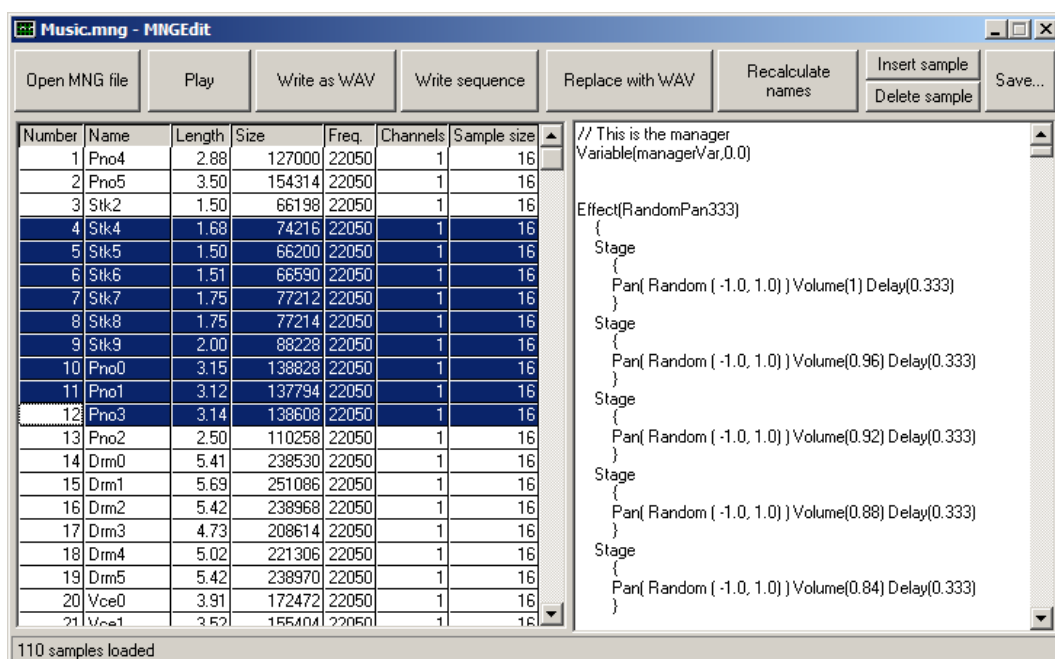 Music.mng - MNGEdit
Open MNG file
Play
Write as WAV
Write sequence
Replace with WAV
Recalculate
names
Insert sample
Delete sample
Save...
Number Name Length Size Freq. Channels Sample size
1 Pno4 2.88 127000 22050 1 16
2 Pno5 3.50 154314 22050 1 16
3 Stk2 1.50 66198 22050 1 16
4 Stk4 1.68 74216 22050 1 16
5 Stk5 1.50 66200 22050 1 16
6 Stk6 1.51 66590 22050 1 16
7 Stk7 1.75 77212 22050 1 16
8 Stk8 1.75 77214 22050 1 16
9 Stk9 2.00 88228 22050 1 16
10 Pno0 3.15 138828 22050 1 16
11 Pno1 3.12 137794 22050 1 16
12 Pno3 3.14 138608 22050 1 16
13 Pno2 2.50 110258 22050 1 16
14 Drm0 5.41 238530 22050 1 16
15 Drm1 5.69 251086 22050 1 16
16 Drm2 5.42 238968 22050 1 16
17 Drm3 4.73 208614 22050 1 16
18 Drm4 5.02 221306 22050 1 16
19 Drm5 5.42 238970 22050 1 16
20 Vce0 3.91 172472 22050 1 16
21 Vce1 3.52 155404 22050 1 16
// This is the manager
Variable(managerVar,0.0)
Effect(RandomPan333)
{
Stage
{
Pan( Random ( -1.0, 1.0) ) Volume(1) Delay(0.333)
}
Stage
{
Pan( Random ( -1.0, 1.0) ) Volume(0.96) Delay(0.333)
}
Stage
{
Pan( Random ( -1.0, 1.0) ) Volume(0.92) Delay(0.333)
}
Stage
{
Pan( Random ( -1.0, 1.0) ) Volume(0.88) Delay(0.333)
}
Stage
{
Pan( Random ( -1.0, 1.0) ) Volume(0.84) Delay(0.333)
}
110 samples loaded